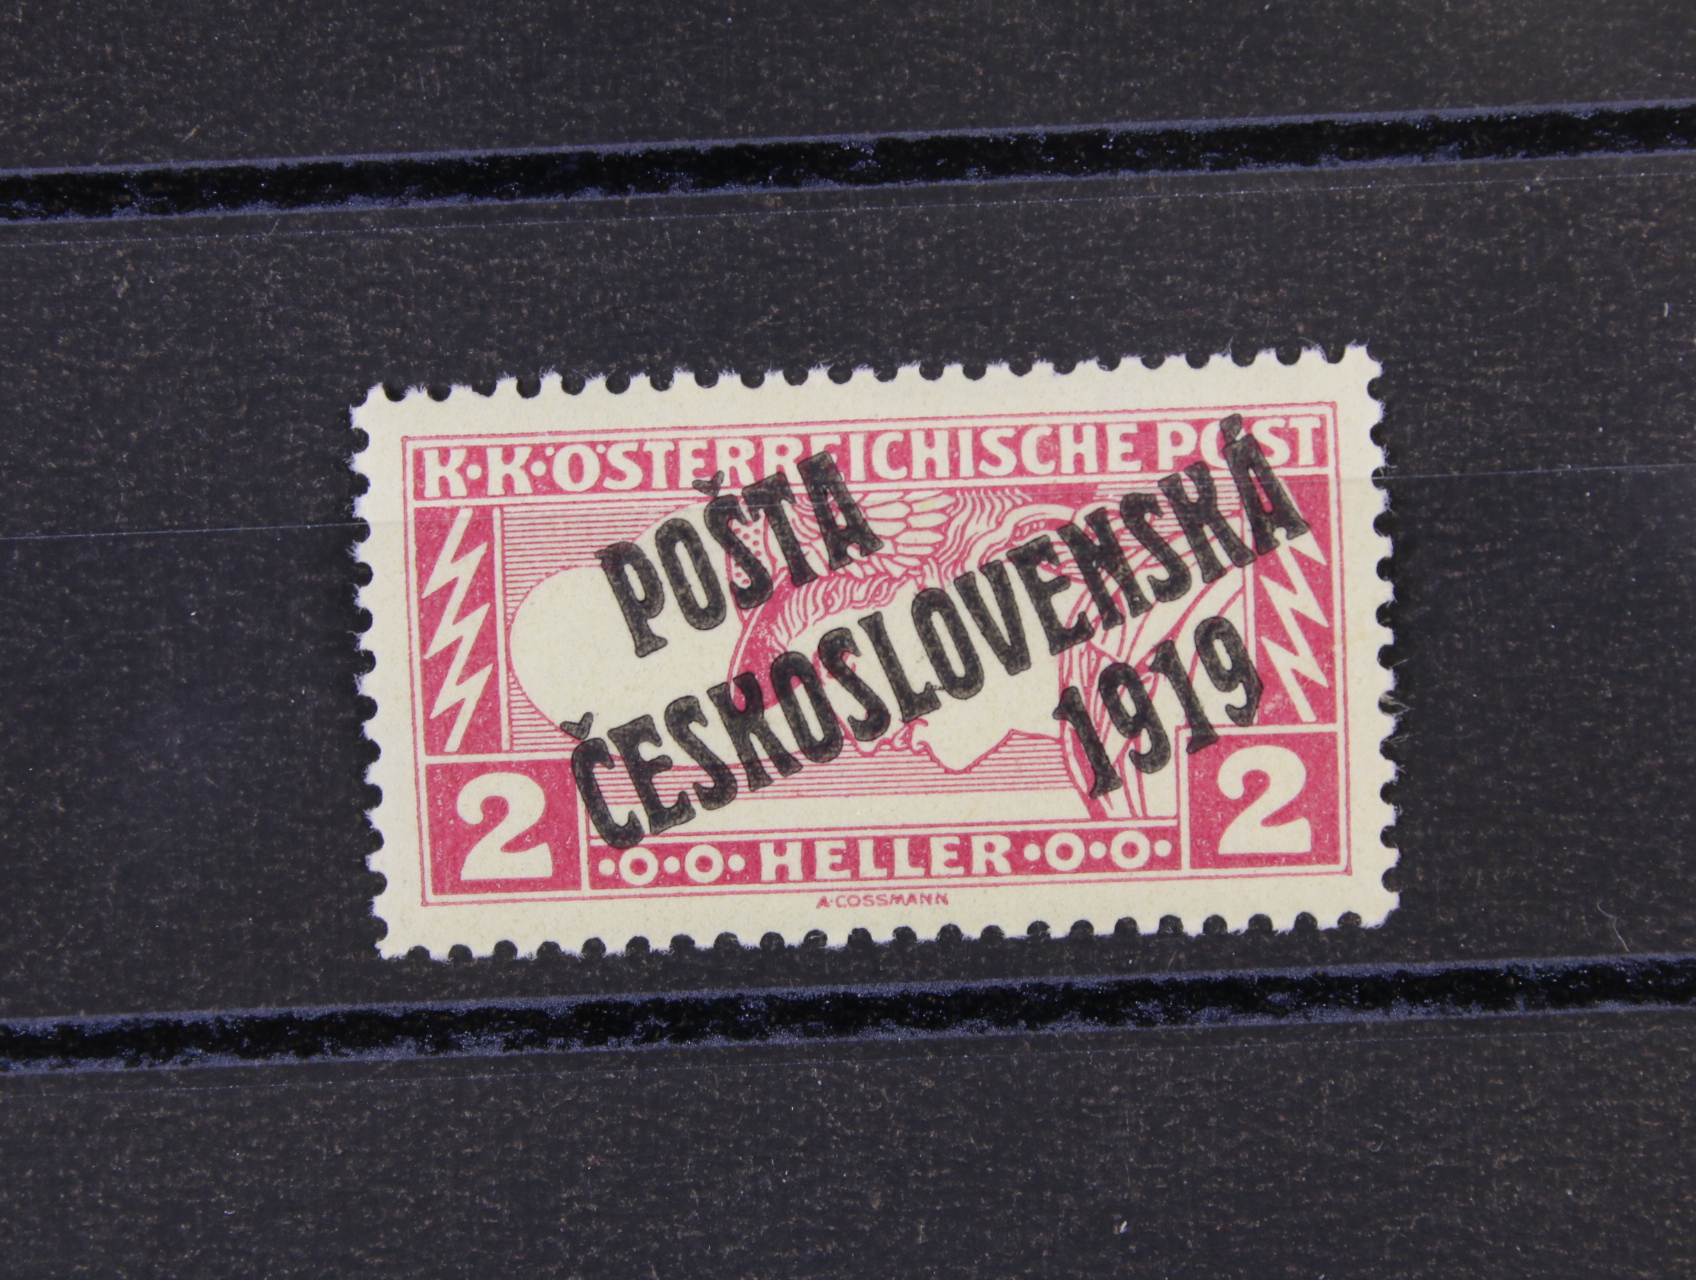 K·K·ÖSTERREICHISCHE POST
POŠTA
ČESKOSLOVENSKÁ
1919
2 ·O·O· HELLER ·O·O· 2
A·COSSMANN